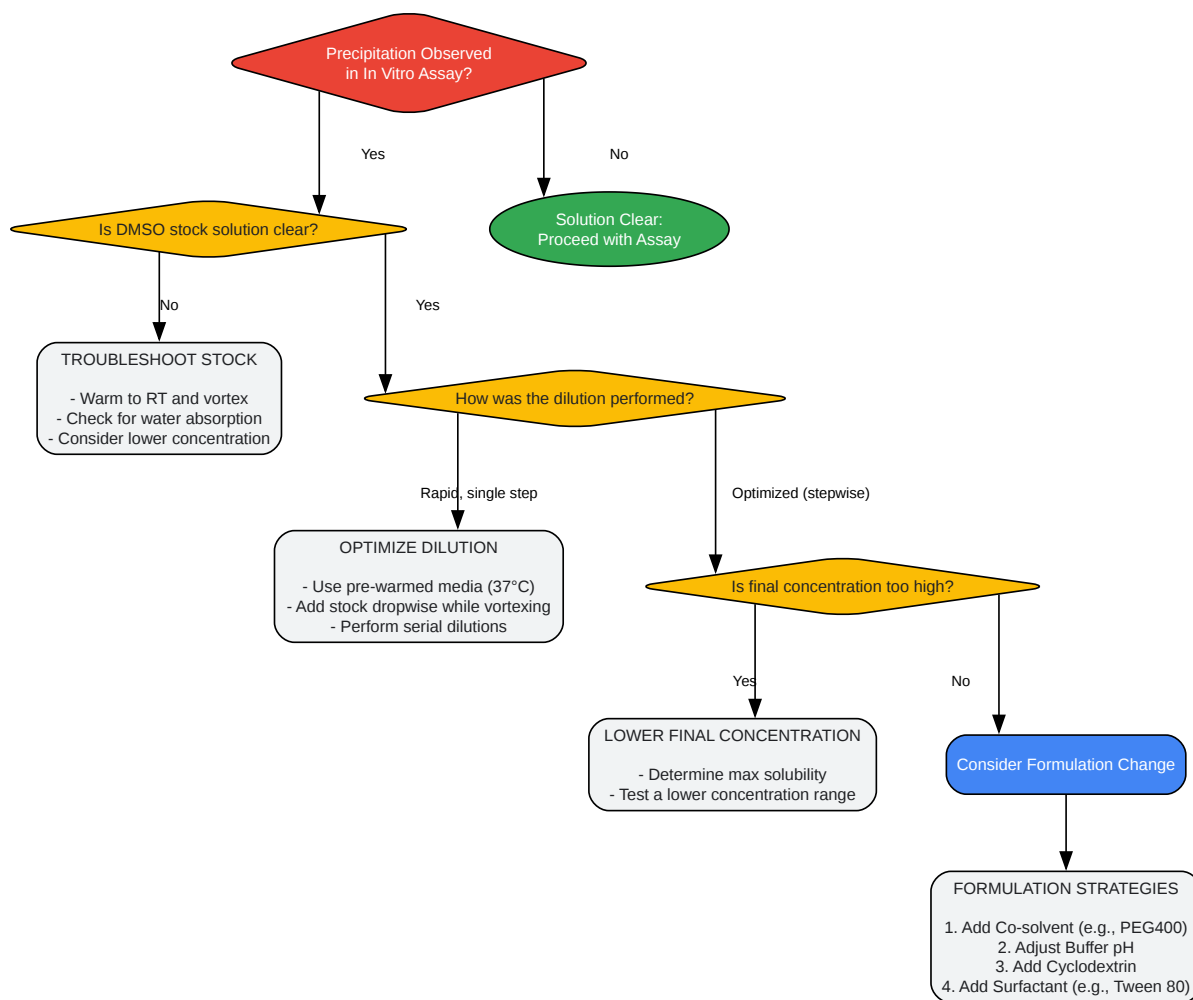 Precipitation Observed
in In Vitro Assay?
Yes
No
Is DMSO stock solution clear?
Solution Clear:
Proceed with Assay
No
Yes
TROUBLESHOOT STOCK
- Warm to RT and vortex
- Check for water absorption
- Consider lower concentration
How was the dilution performed?
Rapid, single step
Optimized (stepwise)
OPTIMIZE DILUTION
- Use pre-warmed media (37°C)
- Add stock dropwise while vortexing
- Perform serial dilutions
Is final concentration too high?
Yes
No
LOWER FINAL CONCENTRATION
- Determine max solubility
- Test a lower concentration range
Consider Formulation Change
FORMULATION STRATEGIES
1. Add Co-solvent (e.g., PEG400)
2. Adjust Buffer pH
3. Add Cyclodextrin
4. Add Surfactant (e.g., Tween 80)